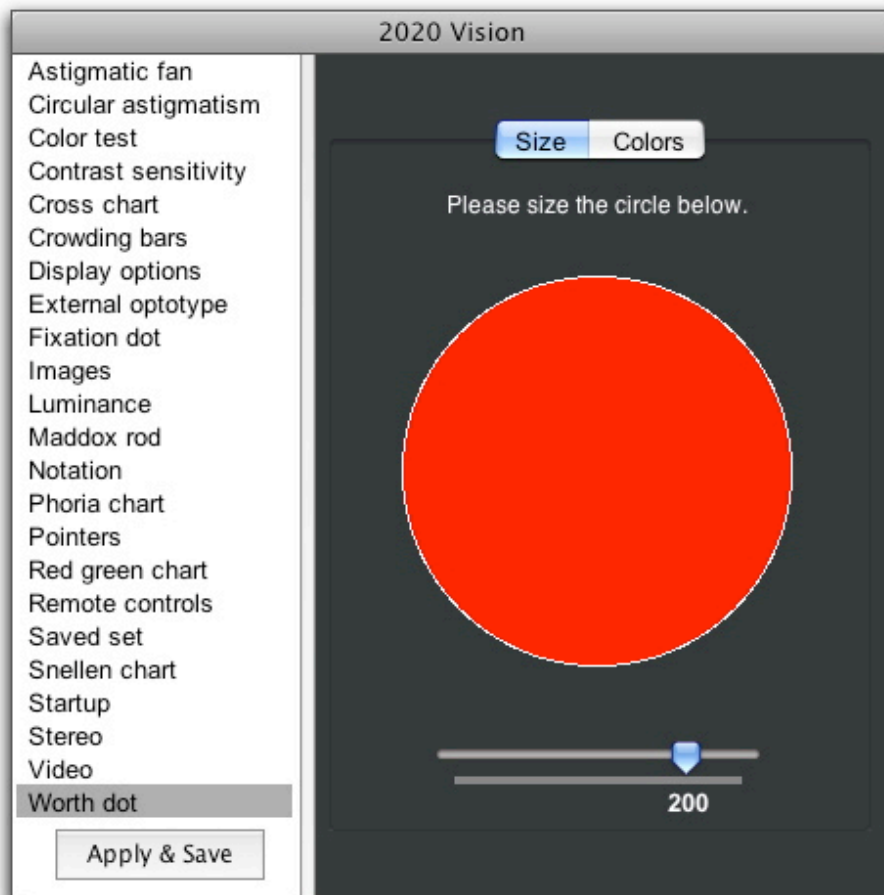 2020 Vision
Astigmatic fan
Circular astigmatism
Color test
Contrast sensitivity
Cross chart
Crowding bars
Display options
External optotype
Fixation dot
Images
Luminance
Maddox rod
Notation
Phoria chart
Pointers
Red green chart
Remote controls
Saved set
Snellen chart
Startup
Stereo
Video
Worth dot
Apply & Save
Size Colors
Please size the circle below.
200